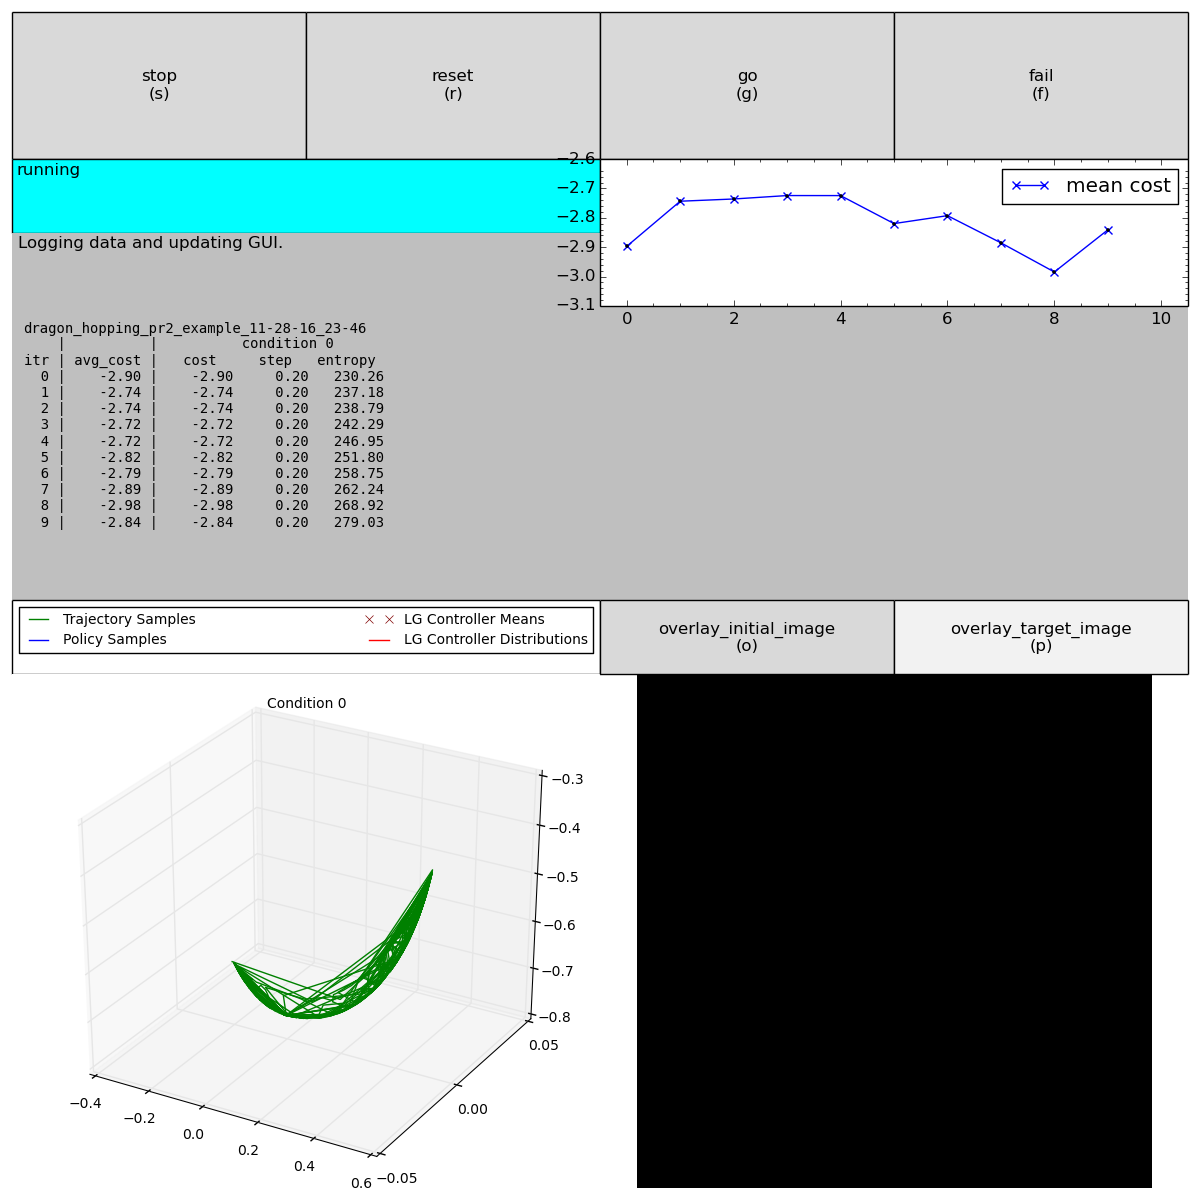 stop
(s)
reset
(r)
go
(g)
fail
(f)
running
Logging data and updating GUI.
−2.6
−2.7
−2.8
−2.9
−3.0
−3.1
mean cost
0 2 4 6 8 10
dragon_hopping_pr2_example_11-28-16_23-46
| | condition 0
itr | avg_cost | cost step entropy
0 | -2.90 | -2.90 0.20 230.26
1 | -2.74 | -2.74 0.20 237.18
2 | -2.74 | -2.74 0.20 238.79
3 | -2.72 | -2.72 0.20 242.29
4 | -2.72 | -2.72 0.20 246.95
5 | -2.82 | -2.82 0.20 251.80
6 | -2.79 | -2.79 0.20 258.75
7 | -2.89 | -2.89 0.20 262.24
8 | -2.98 | -2.98 0.20 268.92
9 | -2.84 | -2.84 0.20 279.03
Trajectory Samples
Policy Samples
LG Controller Means
LG Controller Distributions
overlay_initial_image
(o)
overlay_target_image
(p)
Condition 0
−0.3
−0.4
−0.5
−0.6
−0.7
−0.8
0.05
0.00
−0.05
−0.4
−0.2
0.0
0.2
0.4
0.6